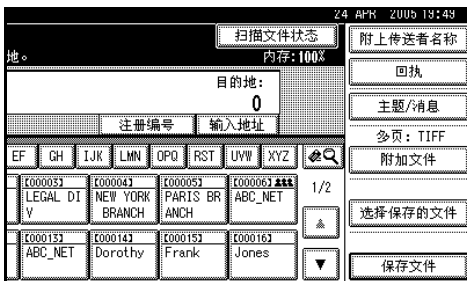 24 APR 2005 19:49
扫描文件状态
附上传送者名称
地。
内存:100%
回执
目的地:
0
主题/消息
注册编号
输入地址
多页: TIFF
EF GH IJK LMN OPQ RST UVW XYZ
附加文件
[00003] [00004] [00005] [00006]
LEGAL DI NEW YORK PARIS BR ABC_NET
V BRANCH ANCH
1/2
选择保存的文件
[00013] [00014] [00015] [00016]
ABC_NET Dorothy Frank Jones
▲
▼
保存文件